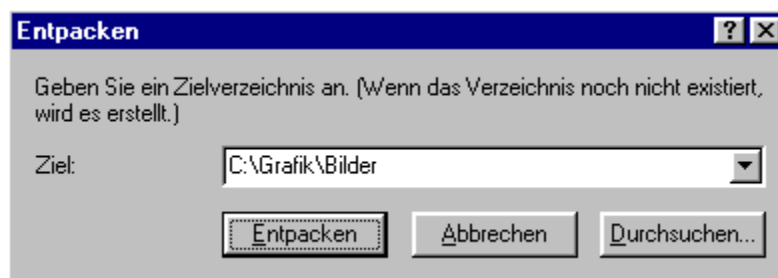 Entpacken
Geben Sie ein Zielverzeichnis an. (Wenn das Verzeichnis noch nicht existiert,
wird es erstellt.)
Ziel: C:\Grafik\Bilder
Entpacken Abbrechen Durchsuchen...